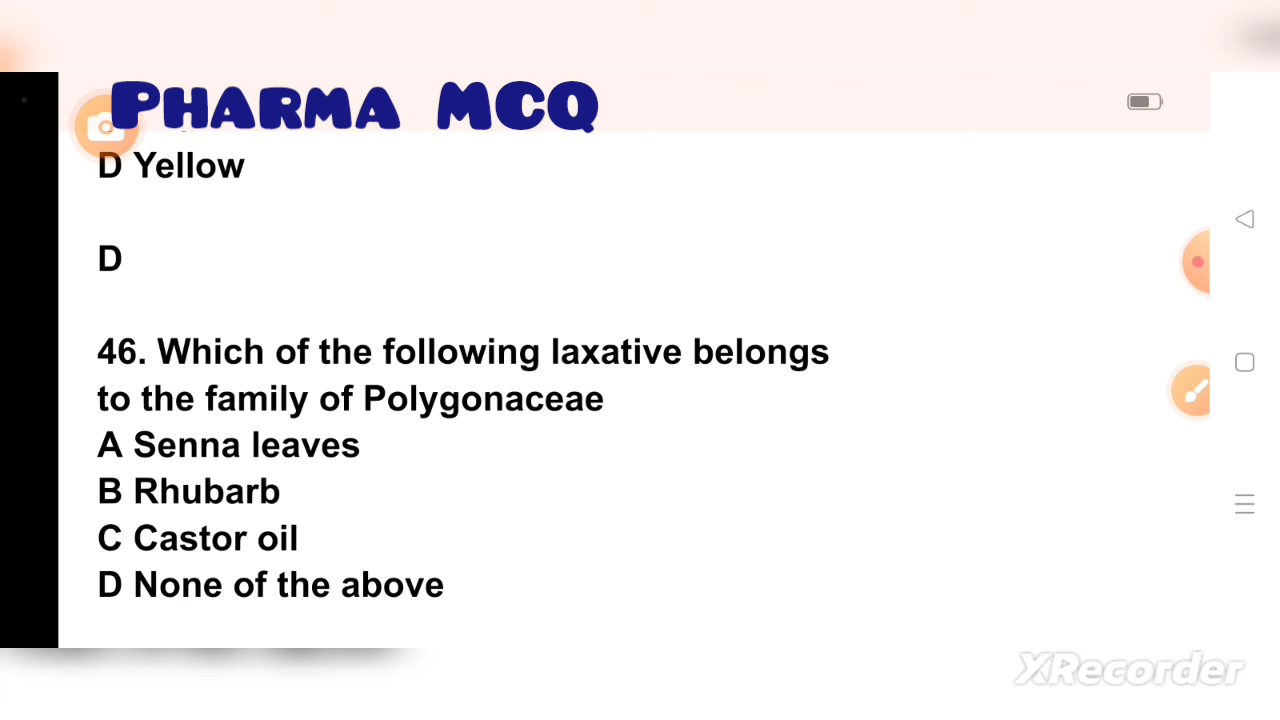 PHARMA MCQ
D Yellow
D
46. Which of the following laxative belongs
to the family of Polygonaceae
A Senna leaves
B Rhubarb
C Castor oil
D None of the above
XRecorder